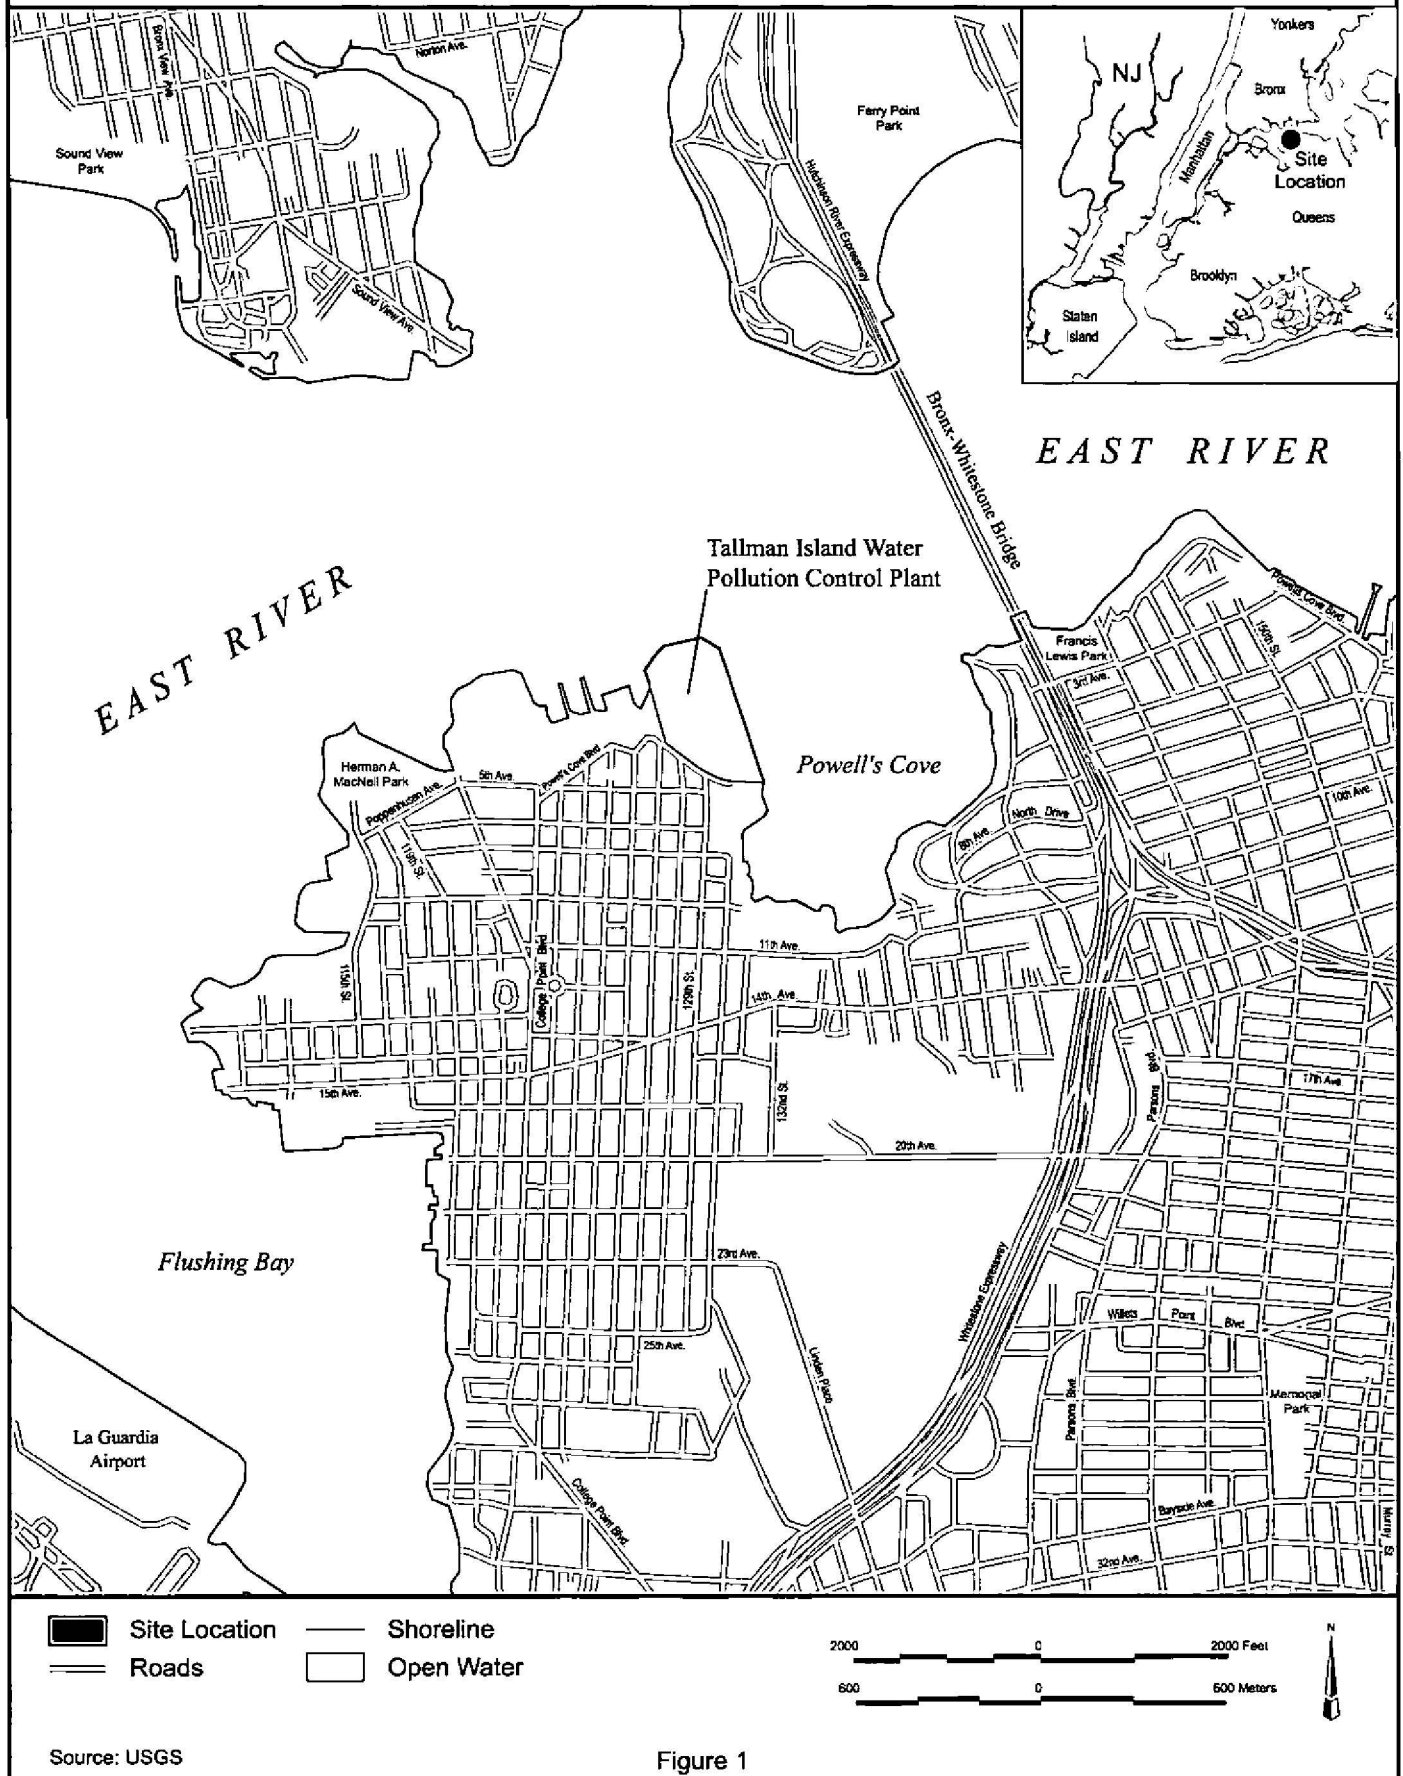 Bronx View Ave.
Norton Ave.
Sound View
Park
Sound View Ave.
Ferry Point
Park
Hutchinson River Expressway
Yonkers
NJ
Bronx
Manhattan
Site
Location
Queens
Brooklyn
Staten
Island
Bronx-Whitestone Bridge
EAST RIVER
EAST RIVER
Tallman Island Water
Pollution Control Plant
Powell's Cove
Francis
Lewis Park
3rd Ave.
150th St.
Powells Cove Blvd.
10th Ave.
Herman A.
MacNeil Park
Poppenhusen Ave.
5th Ave.
Powell's Cove Blvd
119th St.
North Drive
8th Ave.
115th St.
College Point Blvd
11th Ave.
129th St.
14th Ave
15th Ave.
132nd St.
Parsons Blvd.
17th Ave
20th Ave.
Flushing Bay
23rd Ave.
Whitestone Expressway
Willets Point Blvd
25th Ave.
Linden Place
Parsons Blvd.
Memorial
Park
La Guardia
Airport
College Point Blvd.
Bayside Ave.
32nd Ave.
Murray St.
Site Location
Shoreline
Roads
Open Water
2000 0 2000 Feet
600 0 600 Meters
N
Source: USGS
Figure 1